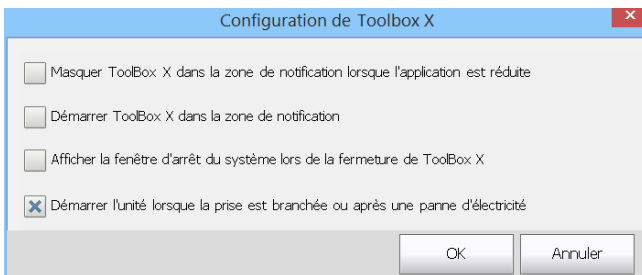 Configuration de Toolbox X
Masquer ToolBox X dans la zone de notification lorsque l'application est réduite
Démarrer ToolBox X dans la zone de notification
Afficher la fenêtre d'arrêt du système lors de la fermeture de ToolBox X
Démarrer l'unité lorsque la prise est branchée ou après une panne d'électricité
OK Annuler